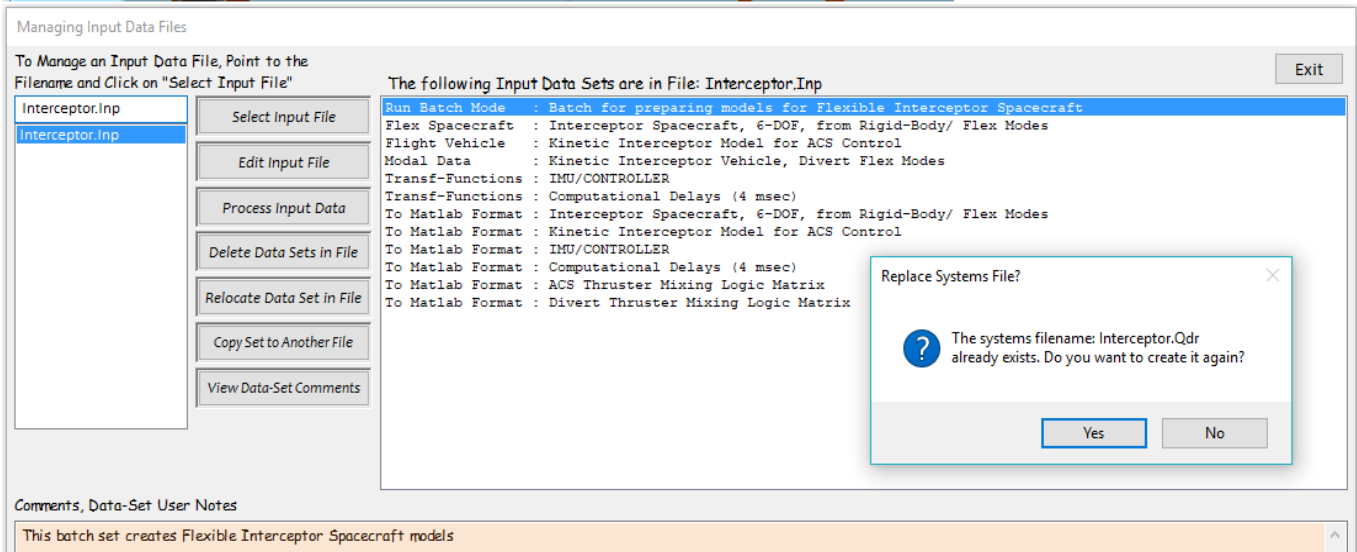 Managing Input Data Files
To Manage an Input Data File, Point to the
Filename and Click on "Select Input File"
The following Input Data Sets are in File: Interceptor.Inp
Exit
Interceptor.Inp
Interceptor.Inp
Select Input File
Edit Input File
Process Input Data
Delete Data Sets in File
Relocate Data Set in File
Copy Set to Another File
View Data-Set Comments
Run Batch Mode : Batch for preparing models for Flexible Interceptor Spacecraft
Flex Spacecraft : Interceptor Spacecraft, 6-DOF, from Rigid-Body/ Flex Modes
Flight Vehicle : Kinetic Interceptor Model for ACS Control
Modal Data : Kinetic Interceptor Vehicle, Divert Flex Modes
Transf-Functions : IMU/CONTROLLER
Transf-Functions : Computational Delays (4 msec)
To Matlab Format : Interceptor Spacecraft, 6-DOF, from Rigid-Body/ Flex Modes
To Matlab Format : Kinetic Interceptor Model for ACS Control
To Matlab Format : IMU/CONTROLLER
To Matlab Format : Computational Delays (4 msec)
To Matlab Format : ACS Thruster Mixing Logic Matrix
To Matlab Format : Divert Thruster Mixing Logic Matrix
Replace Systems File?
The systems filename: Interceptor.Qdr
already exists. Do you want to create it again?
Yes
No
Comments, Data-Set User Notes
This batch set creates Flexible Interceptor Spacecraft models